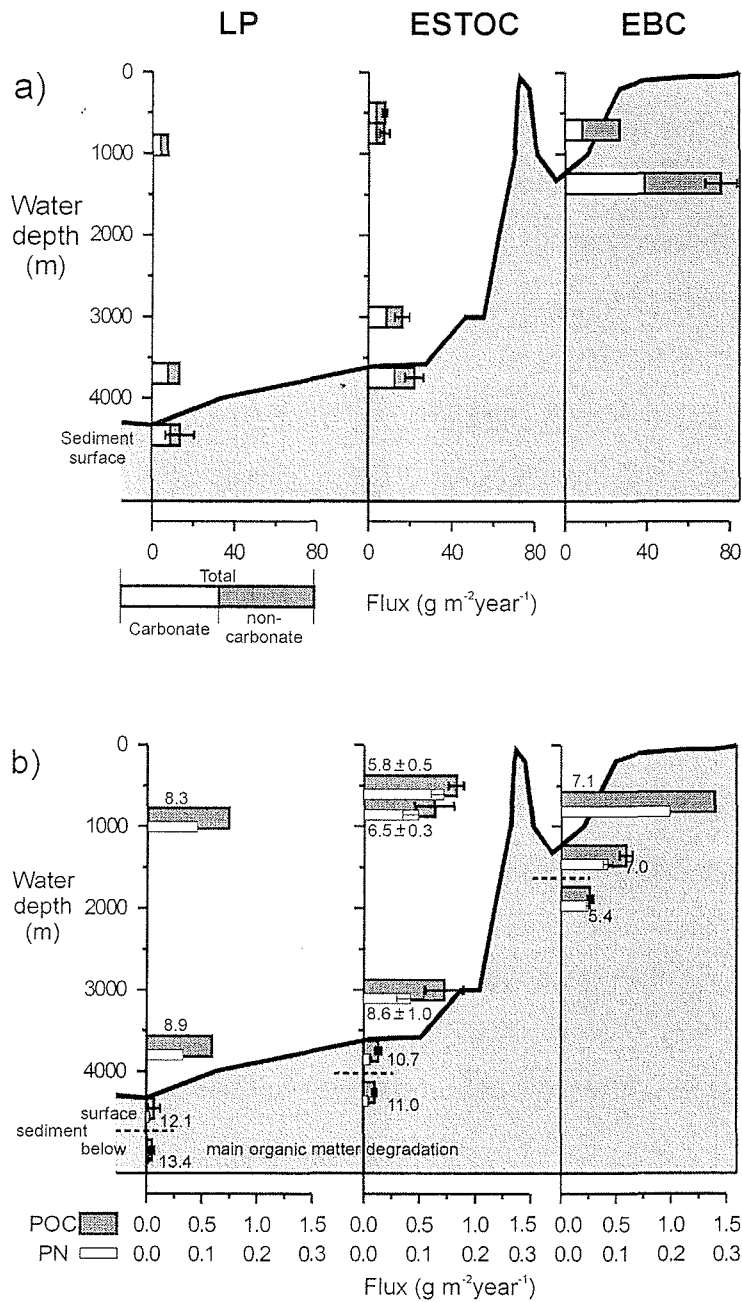 LP ESTOC EBC
a)
0
1000
Water
depth
(m)
2000
3000
4000
Sediment
surface
0 40 80 0 40 80 0 40 80
Total
Carbonate non-
carbonate
Flux (g m-2year-1)
b)
0
1000
Water
depth
(m)
2000
3000
4000
8.3
5.8 ± 0.5
6.5 ± 0.3
7.1
7.0
5.4
8.9
8.6 ± 1.0
10.7
11.0
surface
12.1
sediment
below
13.4
main organic matter degradation
POC 0.0 0.5 1.0 1.5 0.0 0.5 1.0 1.5 0.0 0.5 1.0 1.5
PN 0.0 0.1 0.2 0.3 0.0 0.1 0.2 0.3 0.0 0.1 0.2 0.3
Flux (g m-2year-1)